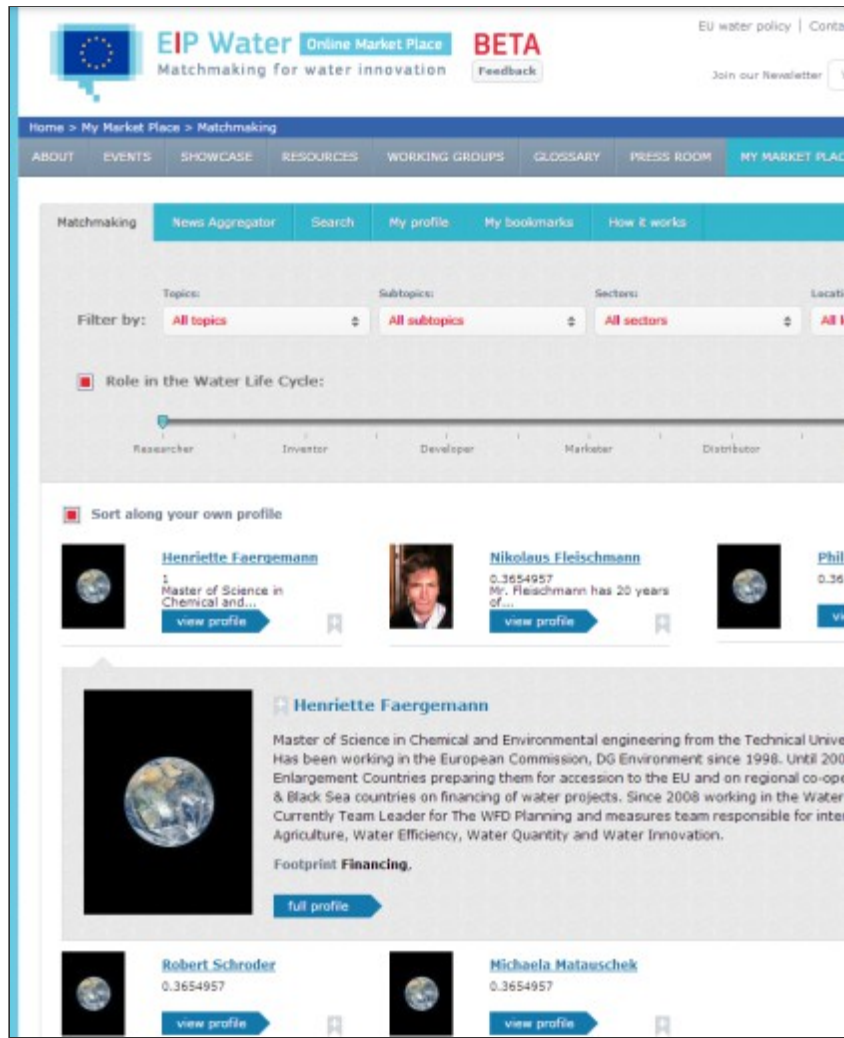 EU water policy | Conta
EIP Water Online Market Place BETA
Matchmaking for water innovation Feedback
Join our Newsletter
Home > My Market Place > Matchmaking
ABOUT EVENTS SHOWCASE RESOURCES WORKING GROUPS GLOSSARY PRESS ROOM MY MARKET PLAC
Matchmaking News Aggregator Search My profile My bookmarks How it works
Topics: Subtopics: Sectors: Locati
Filter by: All topics All subtopics All sectors All l
Role in the Water Life Cycle:
Researcher Inventor Developer Marketer Distributor
Sort along your own profile
Henriette Faergemann Nikolaus Fleischmann Phil
1 0.3654957 0.36
Master of Science in Mr. Fleischmann has 20 years
Chemical and... of...
view profile view profile vi
Henriette Faergemann
Master of Science in Chemical and Environmental engineering from the Technical Unive
Has been working in the European Commission, DG Environment since 1998. Until 200
Enlargement Countries preparing them for accession to the EU and on regional co-ope
& Black Sea countries on financing of water projects. Since 2008 working in the Water
Currently Team Leader for The WFD Planning and measures team responsible for inter
Agriculture, Water Efficiency, Water Quantity and Water Innovation.
Footprint Financing,
full profile
Robert Schroder Michaela Matauschek
0.3654957 0.3654957
view profile view profile